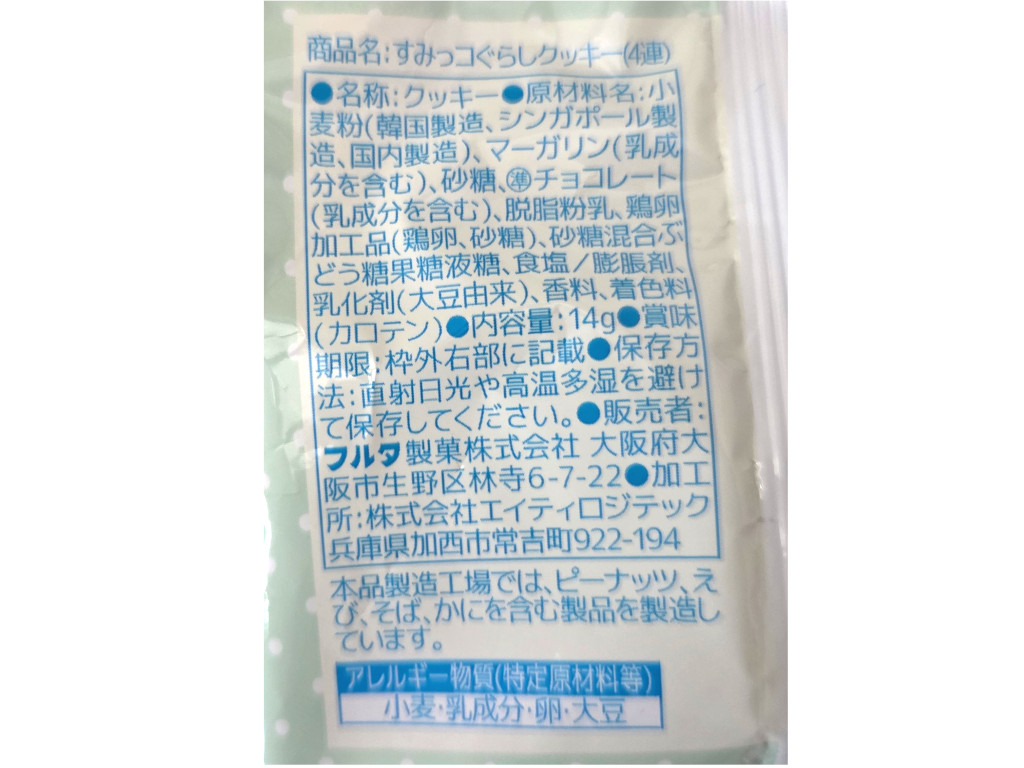 商品名:すみっコぐらしクッキー(4連)
●名称:クッキー●原材料名:小
麦粉(韓国製造、シンガポール製
造、国内製造)、マーガリン(乳成
分を含む)、砂糖、㊜チョコレート
(乳成分を含む)、脱脂粉乳、鶏卵
加工品(鶏卵、砂糖)、砂糖混合ぶ
どう糖果糖液糖、食塩/膨脹剤、
乳化剤(大豆由来)、香料、着色料
(カロテン)●内容量:14g●賞味
期限:枠外右部に記載●保存方
法:直射日光や高温多湿を避け
て保存してください。●販売者:
フルタ製菓株式会社 大阪府大
阪市生野区林寺6-7-22●加工
所:株式会社エイティロジテック
兵庫県加西市常吉町922-194
本品製造工場では、ピーナッツ、え
び、そば、かにを含む製品を製造し
ています。
アレルギー物質(特定原材料等)
小麦・乳成分・卵・大豆